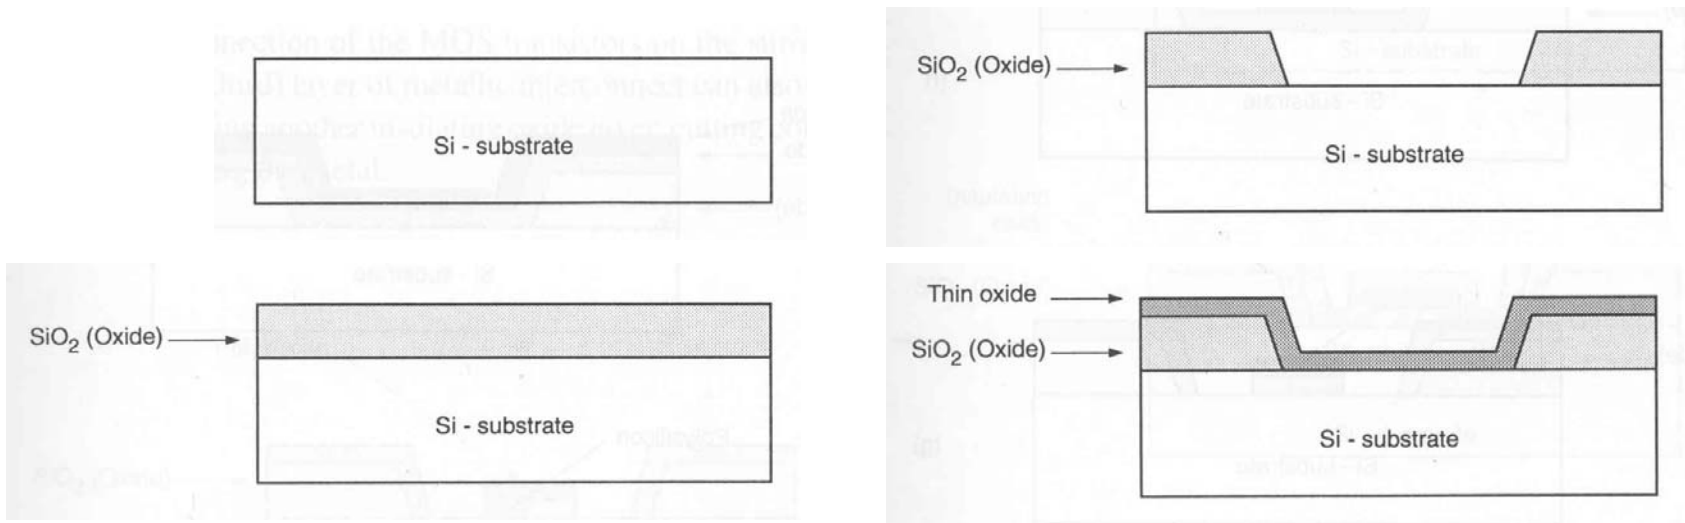 Si - substrate
SiO2 (Oxide)
Si - substrate
SiO2 (Oxide)
Si - substrate
Thin oxide
SiO2 (Oxide)
Si - substrate